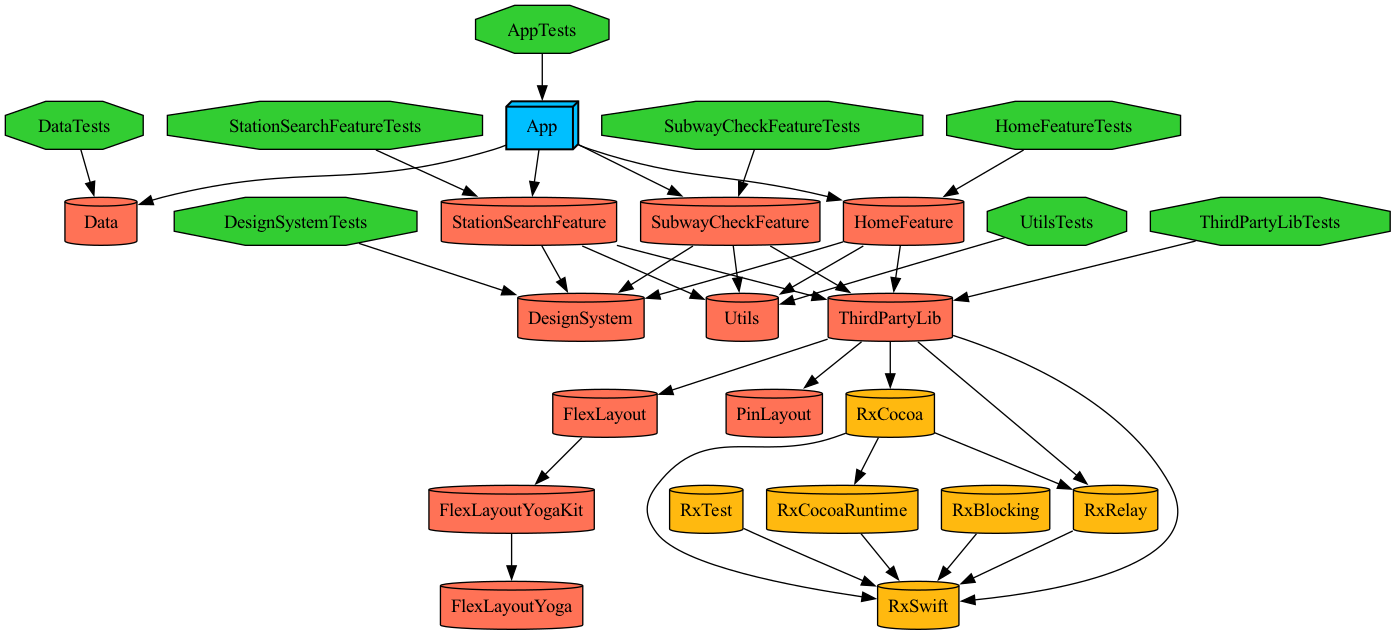 AppTests
DataTests
StationSearchFeatureTests
App
SubwayCheckFeatureTests
HomeFeatureTests
Data
DesignSystemTests
StationSearchFeature
SubwayCheckFeature
HomeFeature
UtilsTests
ThirdPartyLibTests
DesignSystem
Utils
ThirdPartyLib
FlexLayout
PinLayout
RxCocoa
FlexLayoutYogaKit
RxTest
RxCocoaRuntime
RxBlocking
RxRelay
FlexLayoutYoga
RxSwift